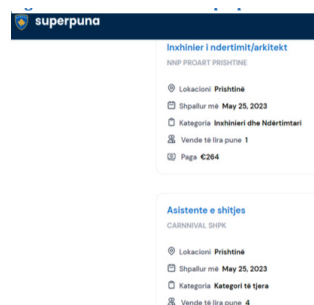 superpuna
Inxhinier i ndertimit/arkitekt
NNP PROART PRISHTINE
Lokacioni Prishtinë
Shpallur më May 25, 2023
Kategoria Inxhinieri dhe Ndërtimtari
Vende të lira pune 1
Paga €264
Asistente e shitjes
CARNNIVAL SHPK
Lokacioni Prishtinë
Shpallur më May 25, 2023
Kategoria Kategori të tjera
Vende të lira pune 4